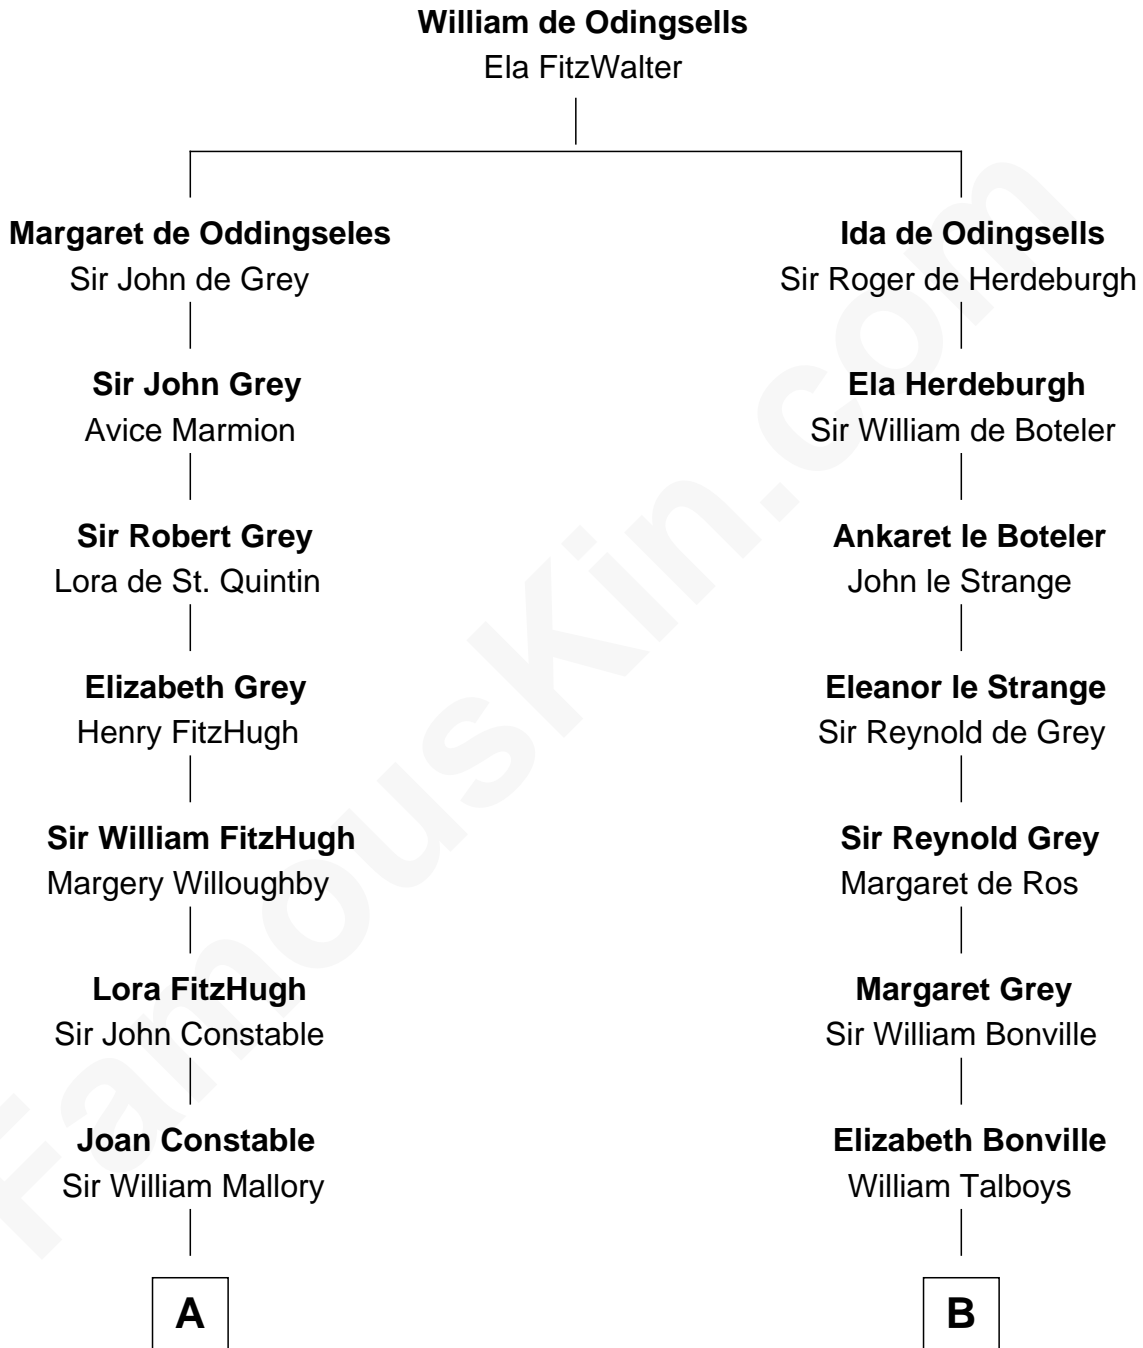 William de Odingsells
Ela FitzWalter
Margaret de Oddingseles
Sir John de Grey
Ida de Odingsells
Sir Roger de Herdeburgh
Sir John Grey
Avice Marmion
Ela Herdeburgh
Sir William de Boteler
Sir Robert Grey
Lora de St. Quintin
Ankaret le Boteler
John le Strange
Elizabeth Grey
Henry FitzHugh
Eleanor le Strange
Sir Reynold de Grey
Sir William FitzHugh
Margery Willoughby
Sir Reynold Grey
Margaret de Ros
Lora FitzHugh
Sir John Constable
Margaret Grey
Sir William Bonville
Joan Constable
Sir William Mallory
Elizabeth Bonville
William Talboys
A
B
FamousKin.com